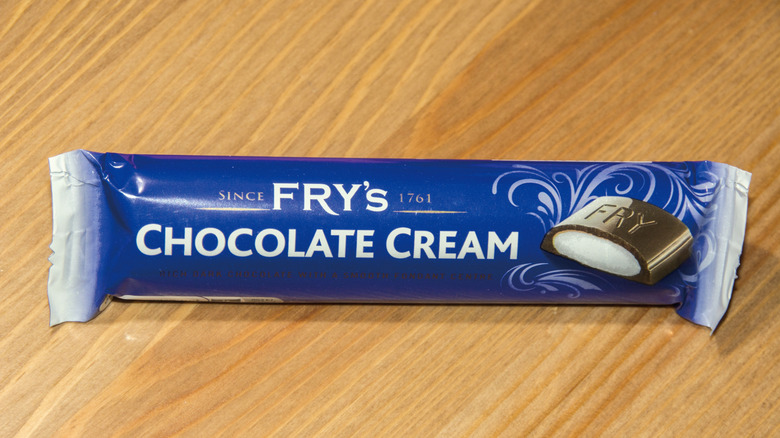 SINCE FRY'S 1761
CHOCOLATE CREAM
FRY